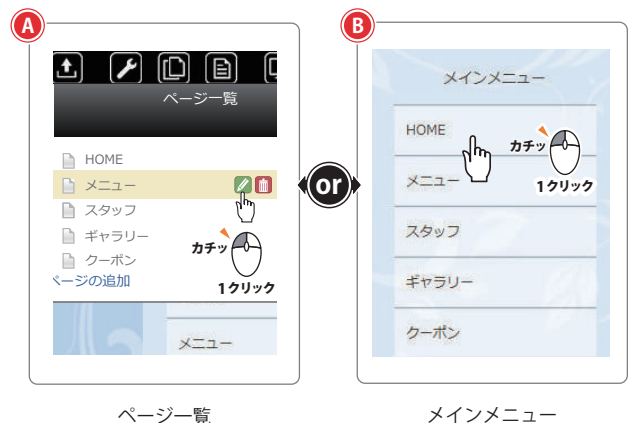 A
ページ一覧
HOME
メニュー
スタッフ
ギャラリー
クーポン
ページの追加
カチッ
1クリック
メニュー
ページ一覧
or
B
メインメニュー
HOME
メニュー
スタッフ
ギャラリー
クーポン
カチッ
1クリック
メインメニュー